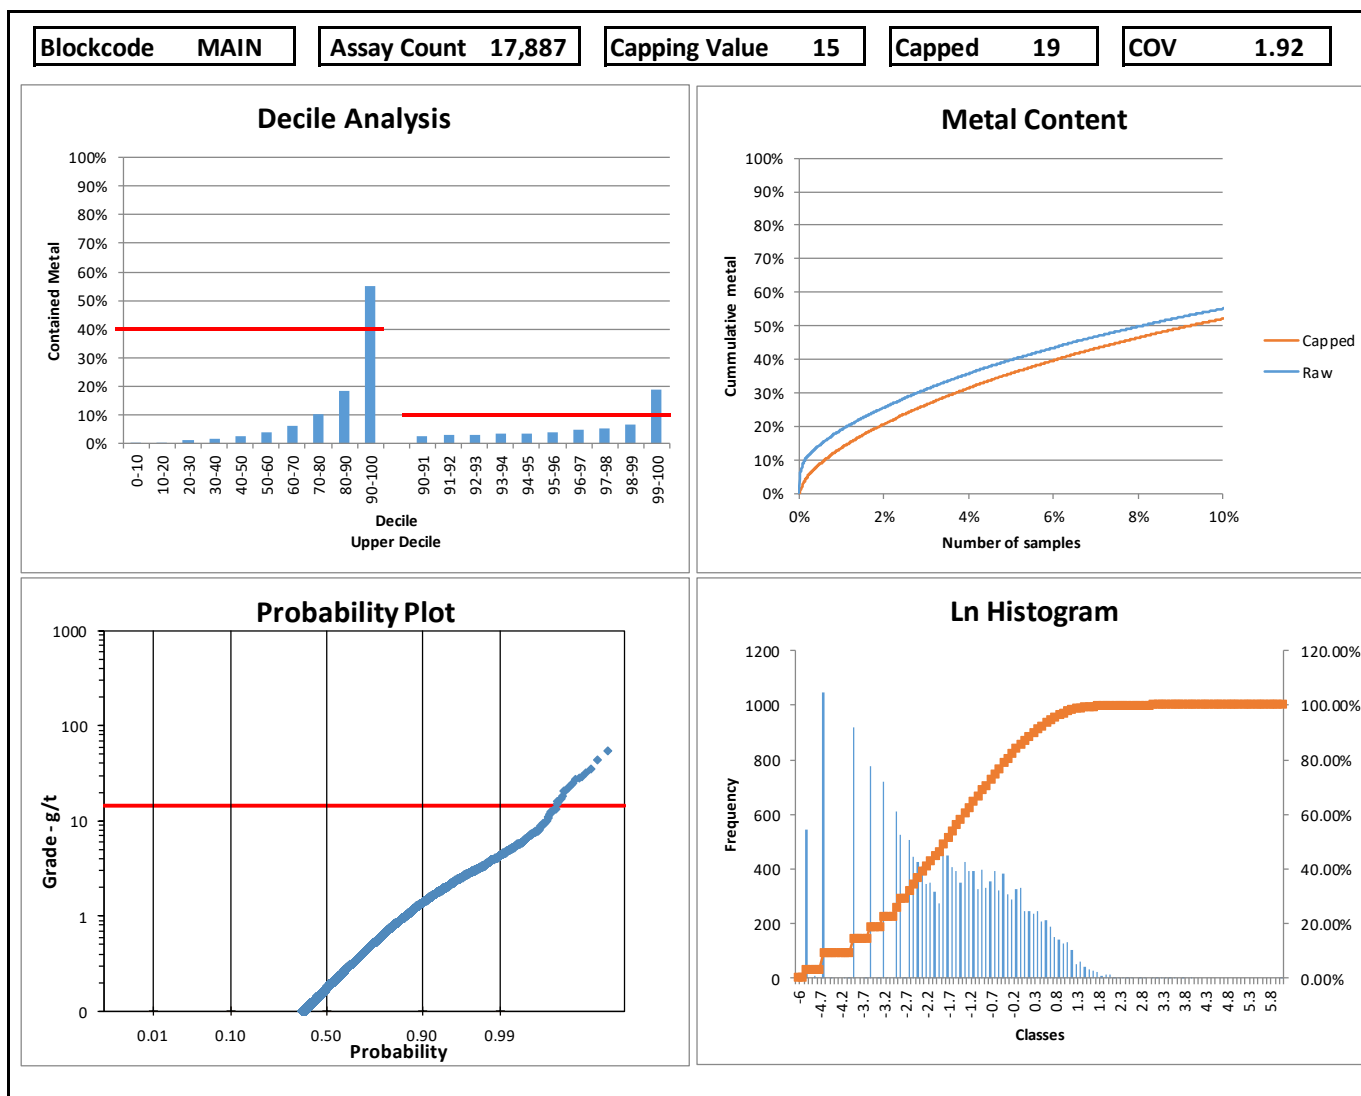 Blockcode MAIN Assay Count 17,887 Capping Value 15 Capped 19 COV 1.92
Decile Analysis
100%
90%
80%
70%
60%
50%
40%
30%
20%
10%
0%
Contained Metal
0-10 10-20 20-30 30-40 40-50 50-60 60-70 70-80 80-90 90-100 90-91 91-92 92-93 93-94 94-95 95-96 96-97 97-98 98-99 99-100
Decile
Upper Decile
Metal Content
100%
90%
80%
70%
60%
50%
40%
30%
20%
10%
0%
Cummulative metal
0% 2% 4% 6% 8% 10%
Number of samples
Capped
Raw
Probability Plot
1000
100
10
1
0
Grade - g/t
0.01 0.10 0.50 0.90 0.99
Probability
Ln Histogram
1200
1000
800
600
400
200
0
Frequency
120.00%
100.00%
80.00%
60.00%
40.00%
20.00%
0.00%
-6 -4.7 -4.2 -3.7 -3.2 -2.7 -2.2 -1.7 -1.2 -0.7 -0.2 0.3 0.8 1.3 1.8 2.3 2.8 3.3 3.8 4.3 4.8 5.3 5.8
Classes